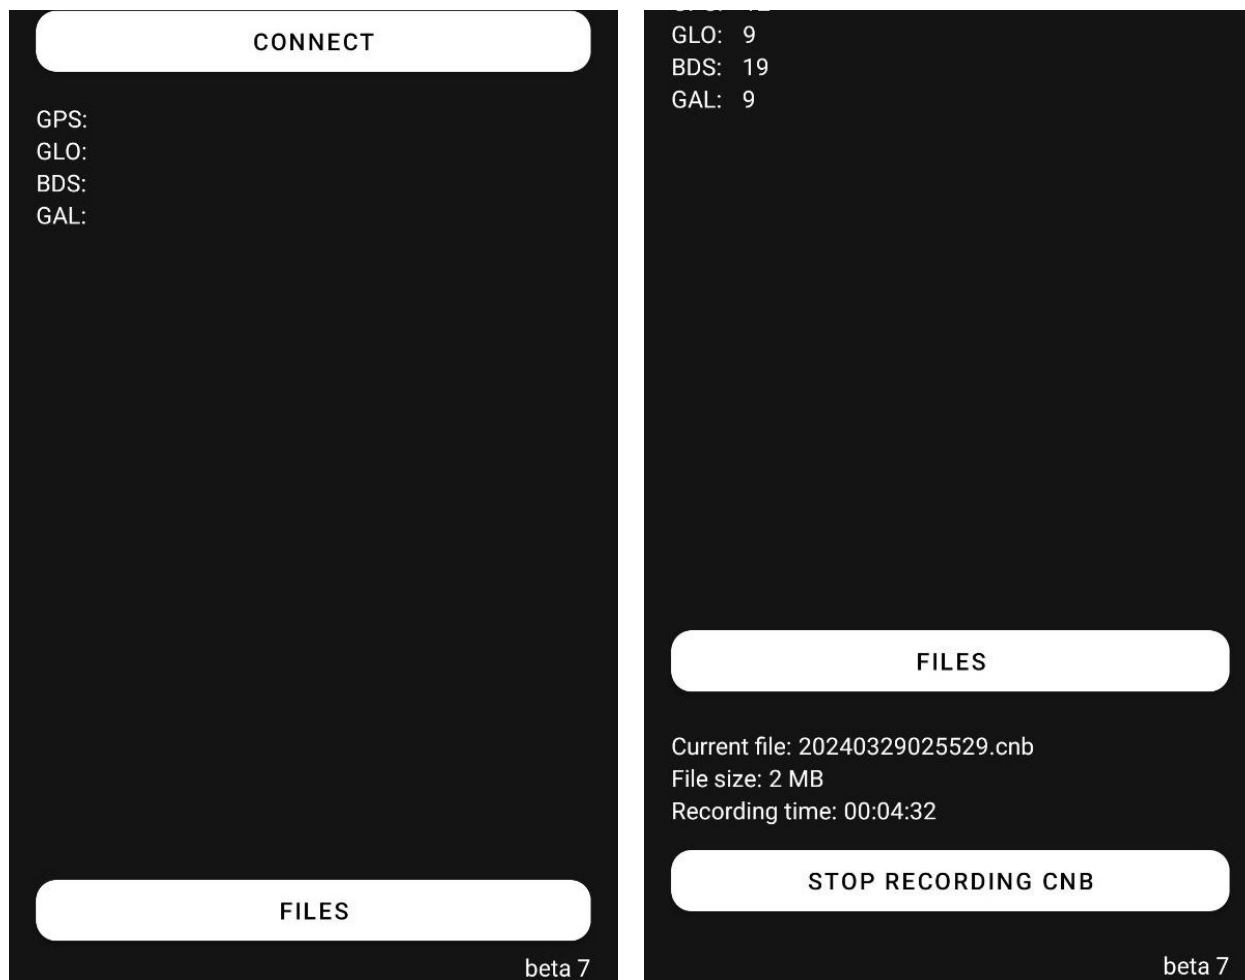 CONNECT
GPS:
GLO:
BDS:
GAL:
FILES
beta 7
GLO: 9
BDS: 19
GAL: 9
FILES
Current file: 20240329025529.cnb
File size: 2 MB
Recording time: 00:04:32
STOP RECORDING CNB
beta 7